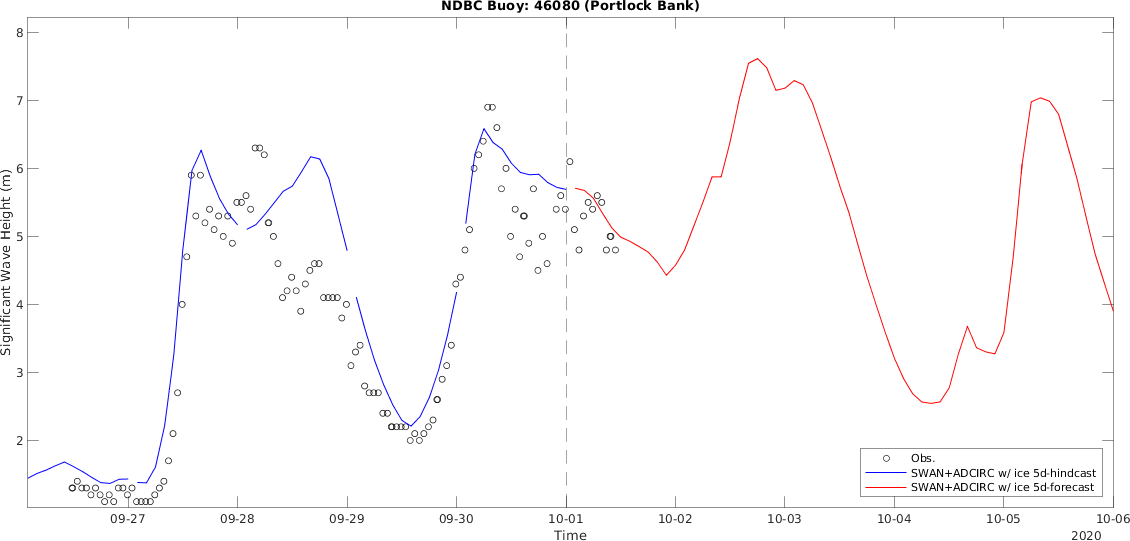 NDBC Buoy: 46080 (Portlock Bank)
8
7
6
5
4
3
2
Significant Wave Height (m)
Obs.
SWAN+ADCIRC w/ ice 5d-hindcast
SWAN+ADCIRC w/ ice 5d-forecast
09-27 09-28 09-29 09-30 10-01 10-02 10-03 10-04 10-05 10-06
Time
2020